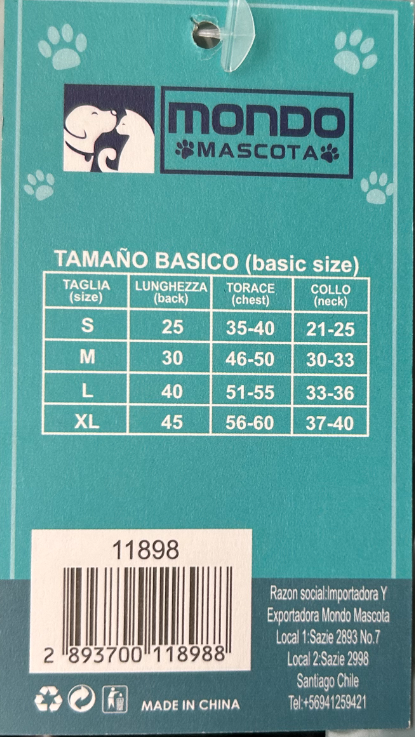 MONDO
MASCOTA
TAMAÑO BASICO (basic size)
TAGLIA (size) LUNGHEZZA (back) TORACE (chest) COLLO (neck)
S 25 35-40 21-25
M 30 46-50 30-33
L 40 51-55 33-36
XL 45 56-60 37-40
11898
2 893700 118988
MADE IN CHINA
Razon social:Importadora Y
Exportadora Mondo Mascota
Local 1:Sazie 2893 No.7
Local 2:Sazie 2998
Santiago Chile
Tel:+56941259421